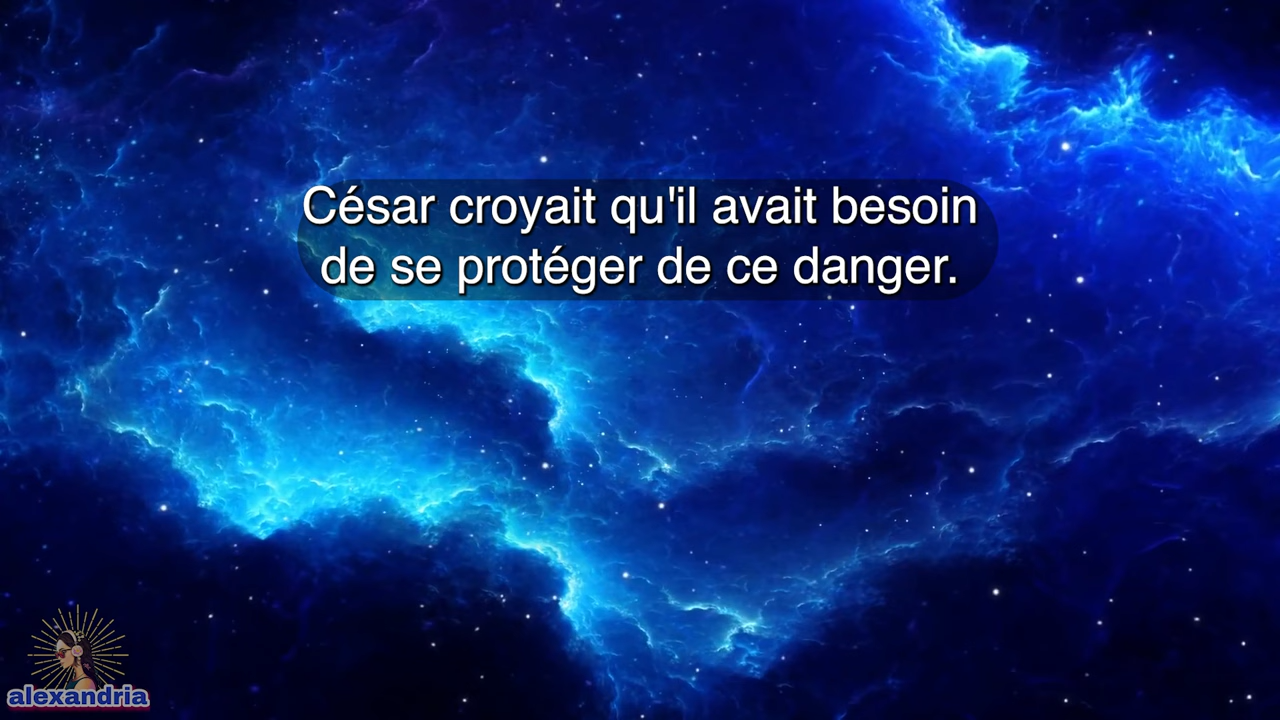 César croyait qu'il avait besoin
de se protéger de ce danger.
alexandria